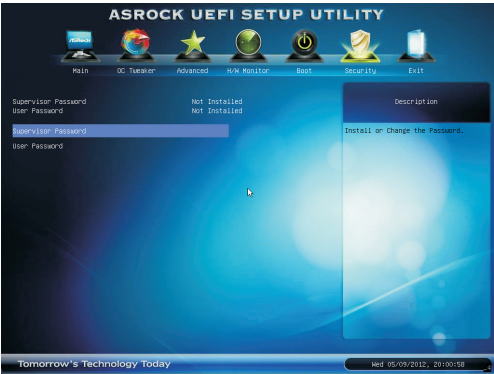 ASROCK UEFI SETUP UTILITY
Main OC Tweaker Advanced H/W Monitor Boot Security Exit
Supervisor Password Not Installed
User Password Not Installed
Supervisor Password
User Password
Description
Install or Change the Password.
Tomorrow's Technology Today
Wed 05/09/2012, 20:00:58